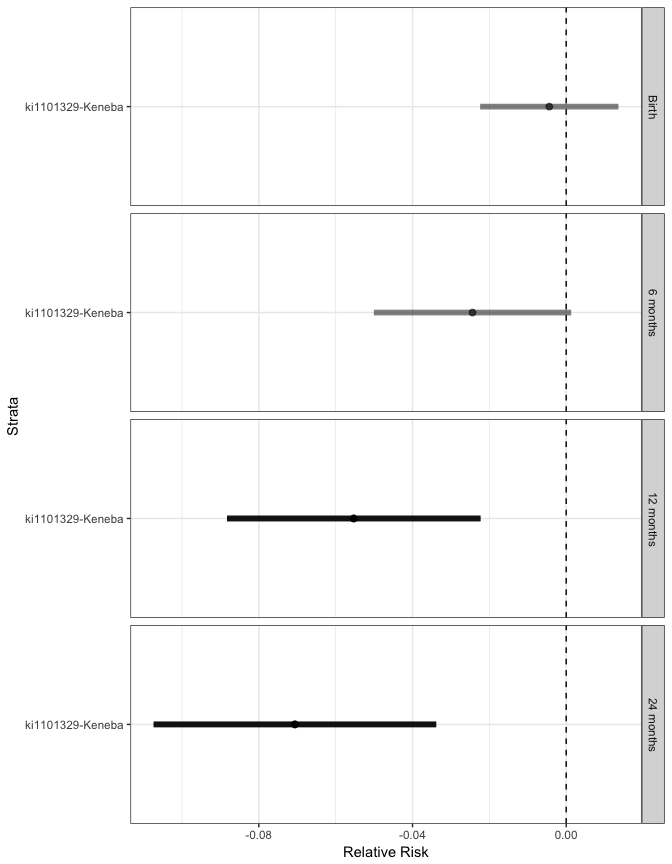 Strata
ki1101329-Keneba
Birth
ki1101329-Keneba
6 months
ki1101329-Keneba
12 months
ki1101329-Keneba
24 months
-0.08 -0.04 0.00
Relative Risk